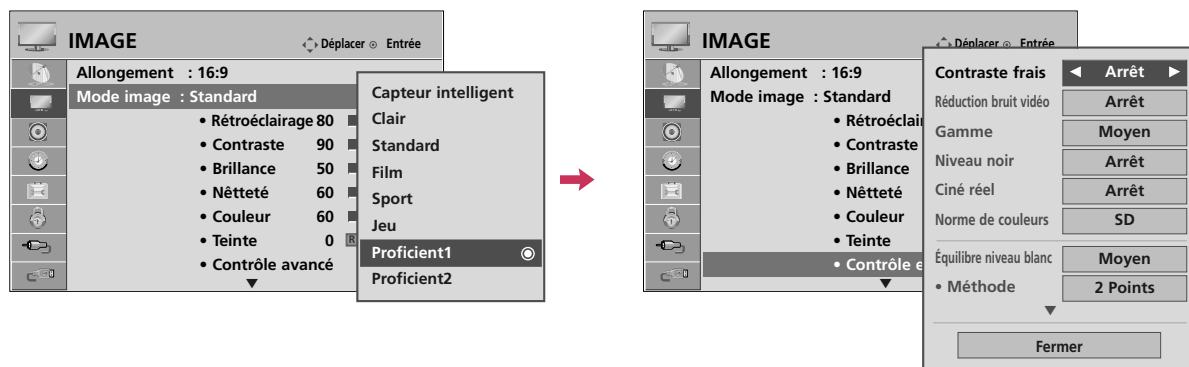 IMAGE
Déplacer Entrée
Allongement : 16:9
Mode image : Standard
• Rétroéclairage 80
• Contraste 90
• Brillance 50
• Nêtteté 60
• Couleur 60
• Teinte 0 R
• Contrôle avancé
Capteur intelligent
Clair
Standard
Film
Sport
Jeu
Proficient1
Proficient2
IMAGE
Déplacer Entrée
Allongement : 16:9
Mode image : Standard
• Rétroéclai
• Contraste
• Brillance
• Nêtteté
• Couleur
• Teinte
• Contrôle e
Contraste frais Arrêt
Réduction bruit vidéo Arrêt
Gamme Moyen
Niveau noir Arrêt
Ciné réel Arrêt
Norme de couleurs SD
Équilibre niveau blanc Moyen
• Méthode 2 Points
Fermer